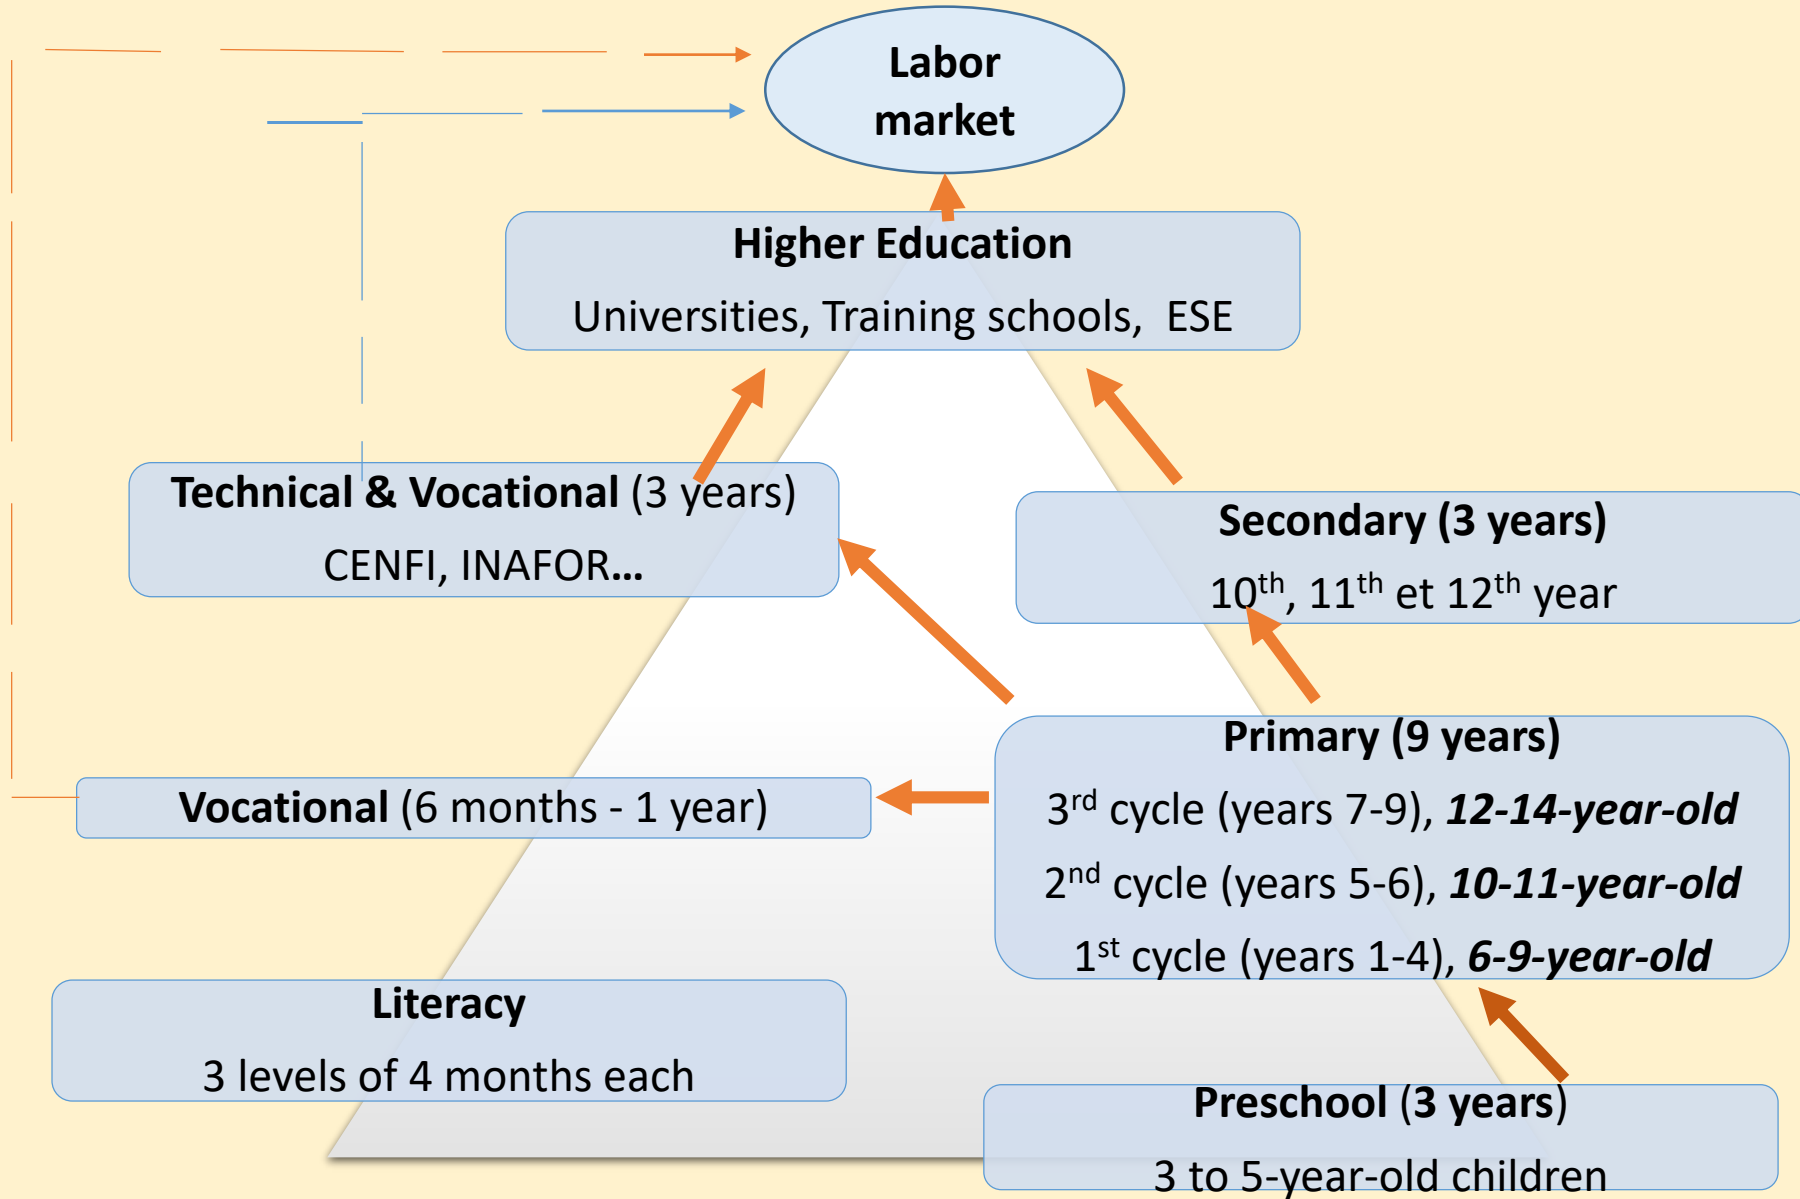 Labor
market
Higher Education
Universities, Training schools, ESE
Technical & Vocational (3 years)
CENFI, INAFOR...
Secondary (3 years)
10th, 11th et 12th year
Primary (9 years)
3rd cycle (years 7-9), 12-14-year-old
2nd cycle (years 5-6), 10-11-year-old
1st cycle (years 1-4), 6-9-year-old
Vocational (6 months - 1 year)
Literacy
3 levels of 4 months each
Preschool (3 years)
3 to 5-year-old children